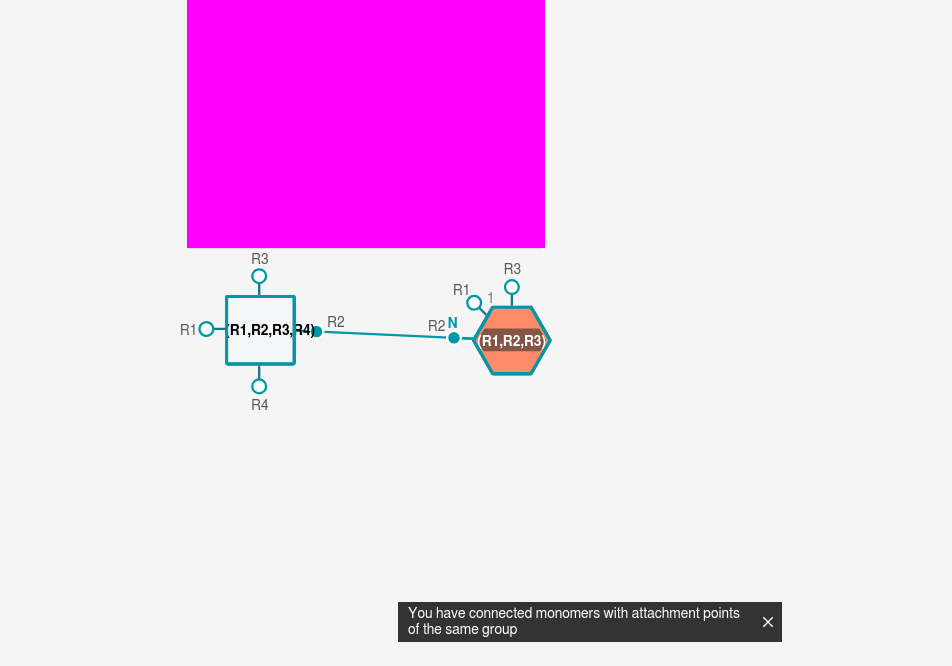 R3
R1
(R1,R2,R3,R4)
R2
R4
R3
R1
1
R2
N
(R1,R2,R3)
You have connected monomers with attachment points
of the same group